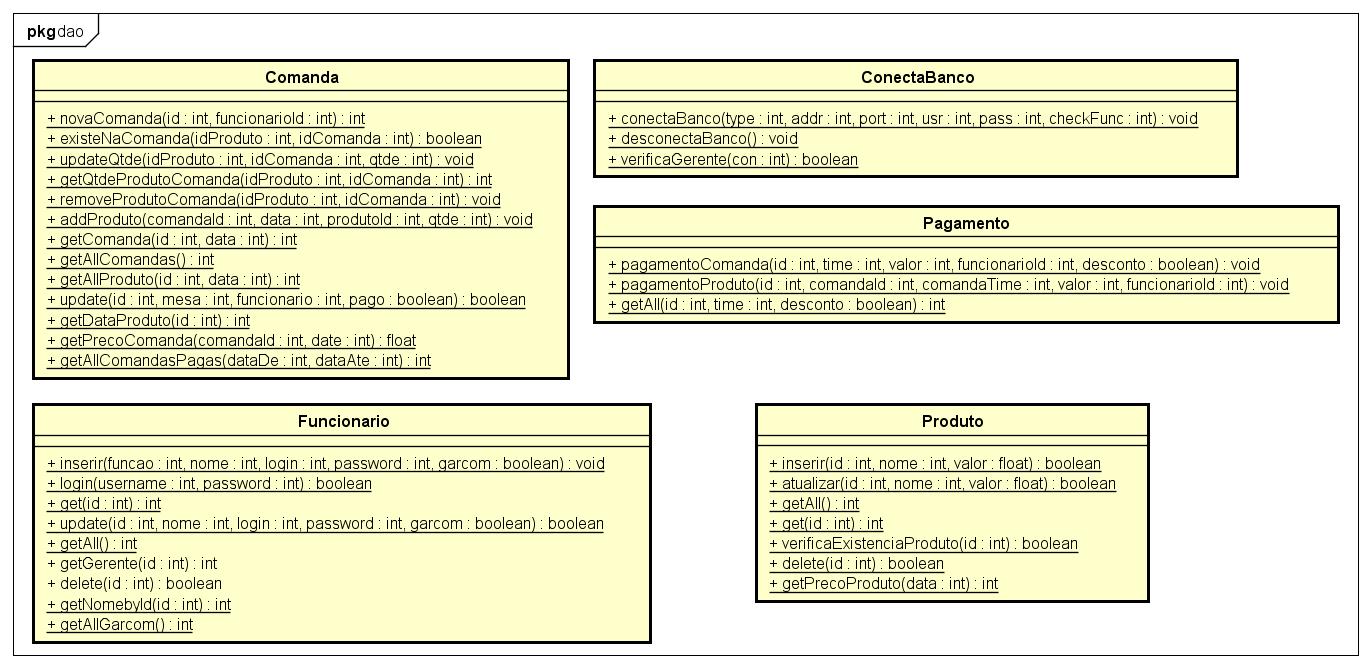 pkg dao
Comanda
+ novaComanda(id : int, funcionarioId : int) : int
+ existeNaComanda(idProduto : int, idComanda : int) : boolean
+ updateQtde(idProduto : int, idComanda : int, qtde : int) : void
+ getQtdeProdutoComanda(idProduto : int, idComanda : int) : int
+ removeProdutoComanda(idProduto : int, idComanda : int) : void
+ addProduto(comandaId : int, data : int, produtoId : int, qtde : int) : void
+ getComanda(id : int, data : int) : int
+ getAllComandas() : int
+ getAllProduto(id : int, data : int) : int
+ update(id : int, mesa : int, funcionario : int, pago : boolean) : boolean
+ getDataProduto(id : int) : int
+ getPrecoComanda(comandaId : int, date : int) : float
+ getAllComandasPagas(dataDe : int, dataAte : int) : int
ConectaBanco
+ conectaBanco(type : int, addr : int, port : int, usr : int, pass : int, checkFunc : int) : void
+ desconectaBanco() : void
+ verificaGerente(con : int) : boolean
Pagamento
+ pagamentoComanda(id : int, time : int, valor : int, funcionarioId : int, desconto : boolean) : void
+ pagamentoProduto(id : int, comandaId : int, comandaTime : int, valor : int, funcionarioId : int) : void
+ getAll(id : int, time : int, desconto : boolean) : int
Funcionario
+ inserir(funcao : int, nome : int, login : int, password : int, garcom : boolean) : void
+ login(username : int, password : int) : boolean
+ get(id : int) : int
+ update(id : int, nome : int, login : int, password : int, garcom : boolean) : boolean
+ getAll() : int
+ getGerente(id : int) : int
+ delete(id : int) : boolean
+ getNomebyId(id : int) : int
+ getAllGarcom() : int
Produto
+ inserir(id : int, nome : int, valor : float) : boolean
+ atualizar(id : int, nome : int, valor : float) : boolean
+ getAll() : int
+ get(id : int) : int
+ verificaExistenciaProduto(id : int) : boolean
+ delete(id : int) : boolean
+ getPrecoProduto(data : int) : int